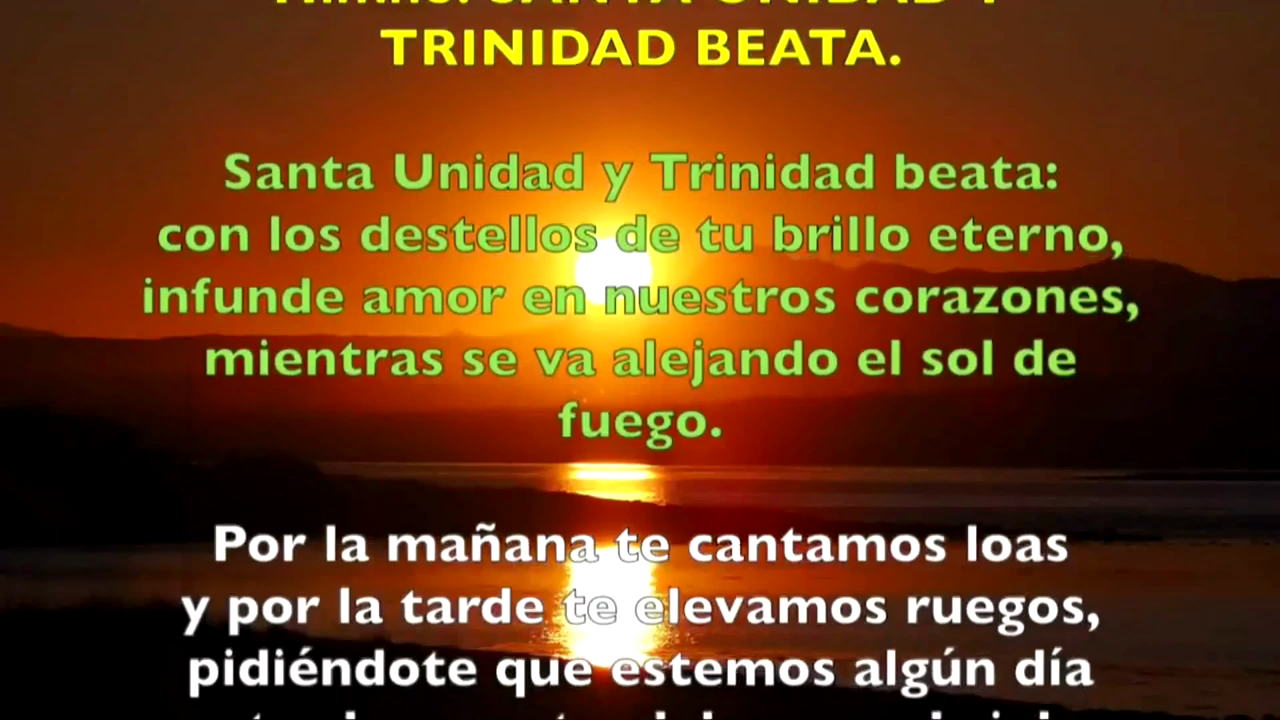 SANTA UNIDAD Y
TRINIDAD BEATA.
Santa Unidad y Trinidad beata:
con los destellos de tu brillo eterno,
infunde amor en nuestros corazones,
mientras se va alejando el sol de
fuego.
Por la mañana te cantamos loas
y por la tarde te elevamos ruegos,
pidiéndote que estemos algún día